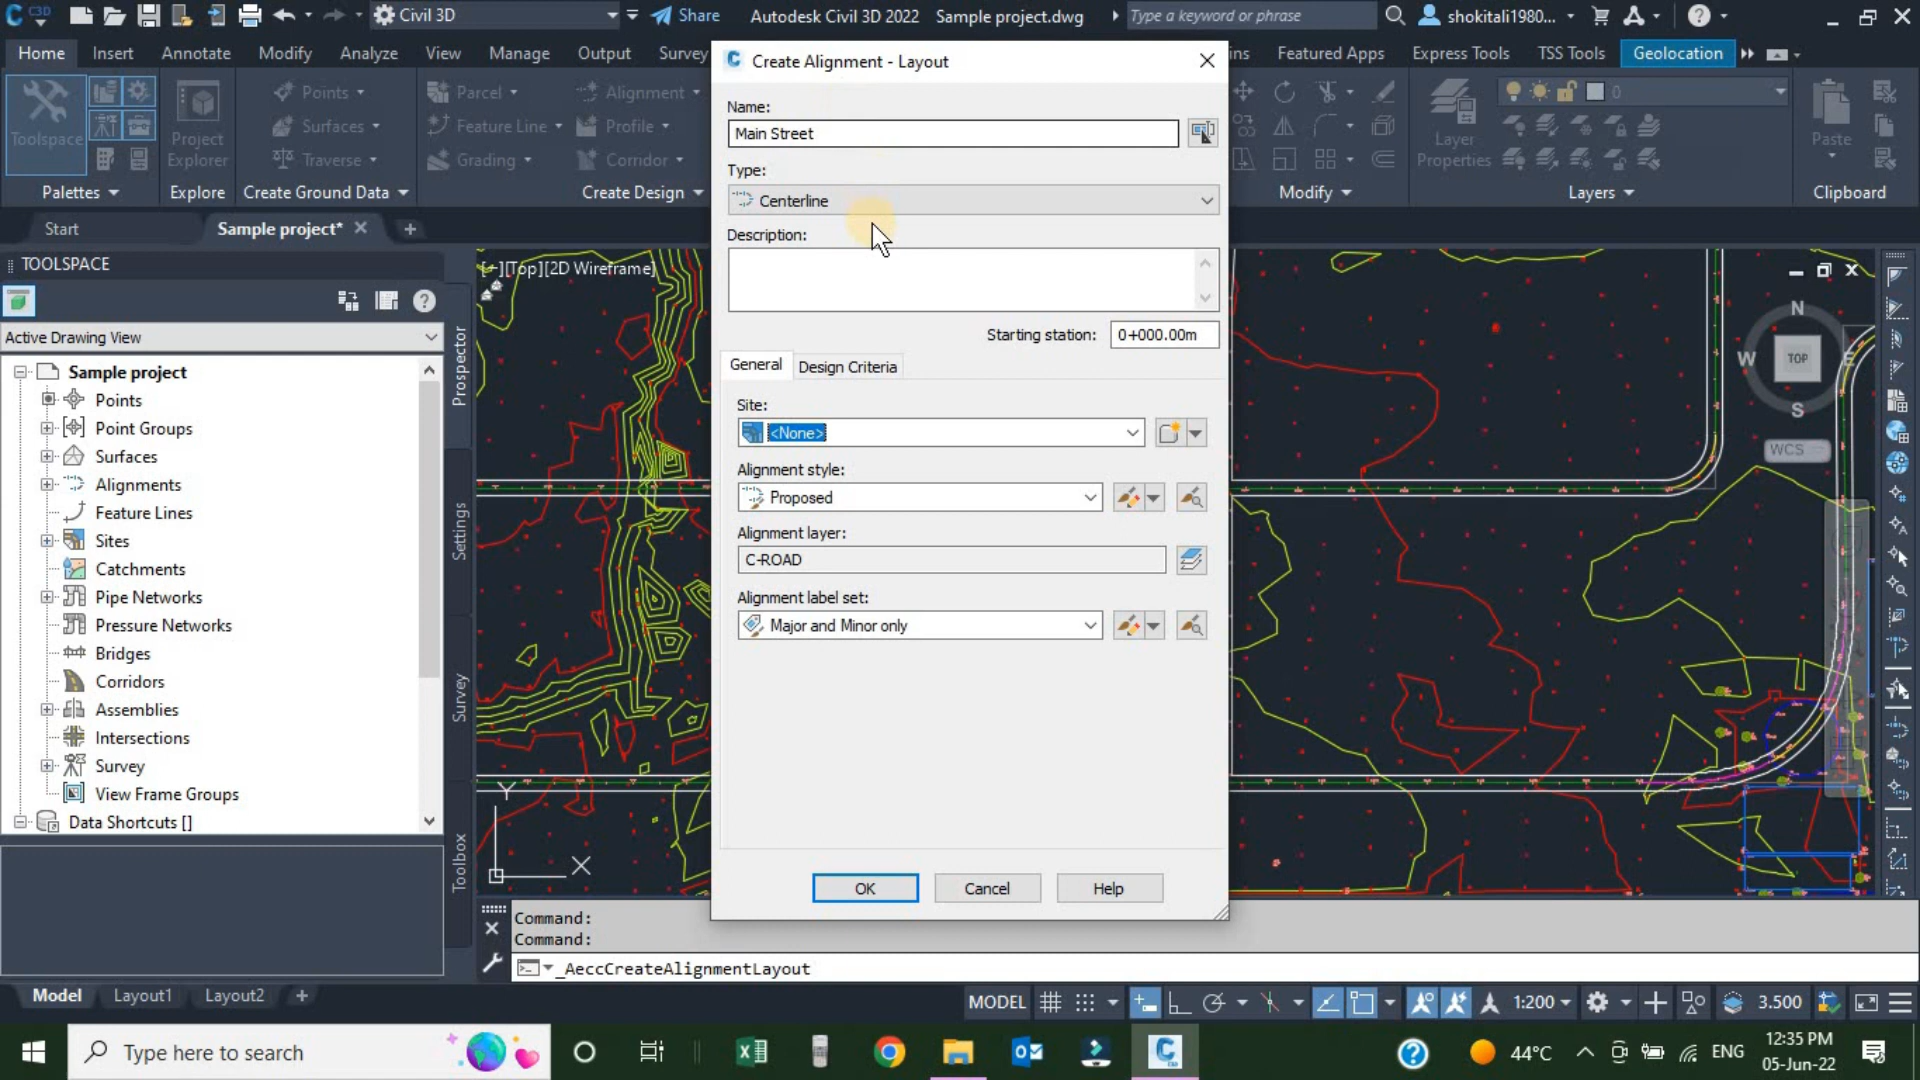 C3D
Civil 3D
Share
Autodesk Civil 3D 2022
Sample project.dwg
Type a keyword or phrase
shokitali1980...
Home
Insert
Annotate
Modify
Analyze
View
Manage
Output
Survey
ins
Featured Apps
Express Tools
TSS Tools
Geolocation
Toolspace
Project Explorer
Points
Surfaces
Traverse
Parcel
Feature Line
Grading
Alignment
Profile
Corridor
Layer Properties
0
Paste
Palettes
Explore
Create Ground Data
Create Design
Modify
Layers
Clipboard
Start
Sample project*
TOOLSPACE
Active Drawing View
Sample project
Points
Point Groups
Surfaces
Alignments
Feature Lines
Sites
Catchments
Pipe Networks
Pressure Networks
Bridges
Corridors
Assemblies
Intersections
Survey
View Frame Groups
Data Shortcuts []
Prospector
Settings
Survey
Toolbox
[−][Top][2D Wireframe]
Y
X
N
W
TOP
E
S
WCS
Create Alignment - Layout
Name:
Main Street
Type:
Centerline
Description:
Starting station:
0+000.00m
General
Design Criteria
Site:
<None>
Alignment style:
Proposed
Alignment layer:
C-ROAD
Alignment label set:
Major and Minor only
OK
Cancel
Help
Command:
Command:
_AeccCreateAlignmentLayout
Model
Layout1
Layout2
MODEL
1:200
3.500
Type here to search
44°C
ENG
12:35 PM
05-Jun-22